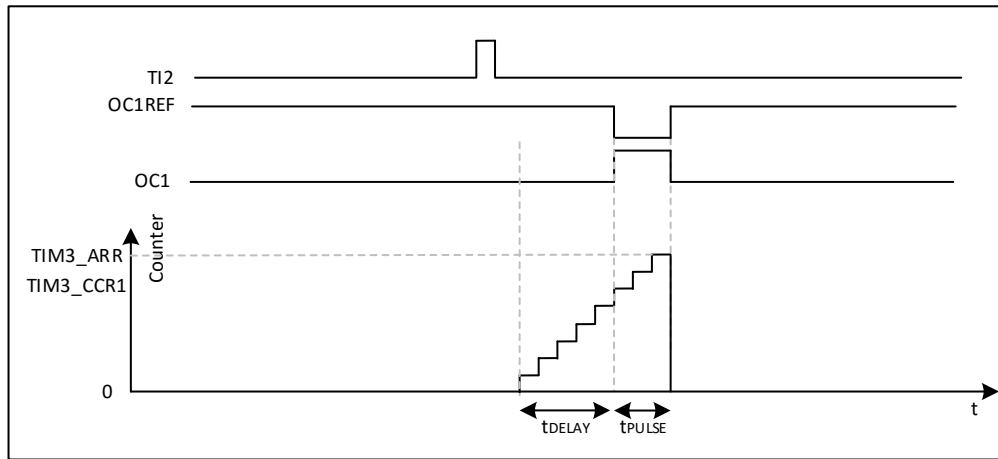 TI2
OC1REF
OC1
Counter
TIM3_ARR
TIM3_CCR1
0
t
tDELAY
tPULSE